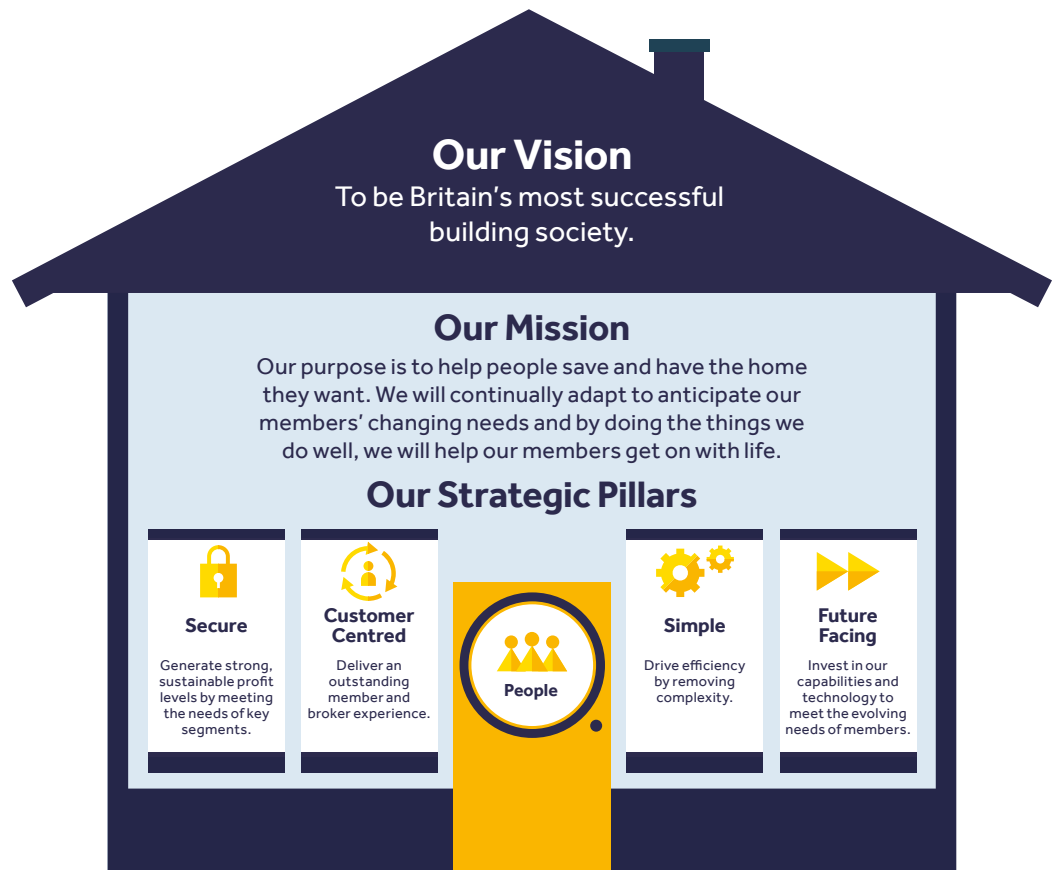 Our Vision
To be Britain's most successful
building society.
Our Mission
Our purpose is to help people save and have the home
they want. We will continually adapt to anticipate our
members' changing needs and by doing the things we
do well, we will help our members get on with life.
Our Strategic Pillars
Secure
Generate strong,
sustainable profit
levels by meeting
the needs of key
segments.
Customer
Centred
Deliver an
outstanding
member and
broker experience.
People
Simple
Drive efficiency
by removing
complexity.
Future
Facing
Invest in our
capabilities and
technology to
meet the evolving
needs of members.